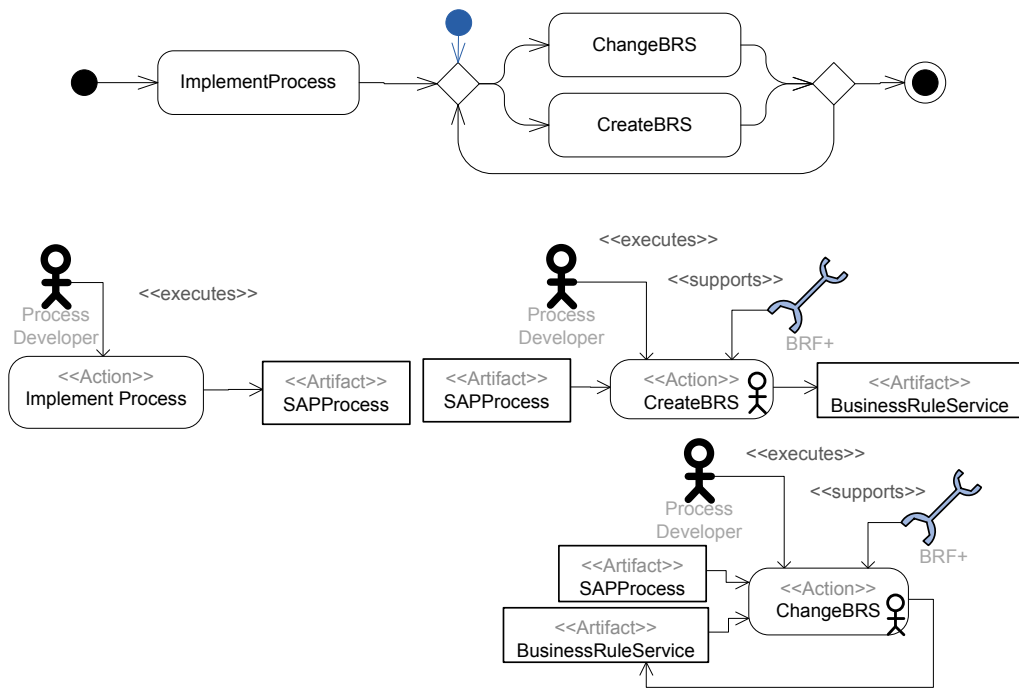 ChangeBRS
ImplementProcess
CreateBRS
<<executes>>
<<supports>>
<<executes>>
Process
Developer
Process
Developer
BRF+
<<Action>>
Implement Process
<<Artifact>>
SAPProcess
<<Artifact>>
SAPProcess
<<Action>>
CreateBRS
<<Artifact>>
BusinessRuleService
<<executes>>
<<supports>>
Process
Developer
BRF+
<<Artifact>>
SAPProcess
<<Action>>
ChangeBRS
<<Artifact>>
BusinessRuleService